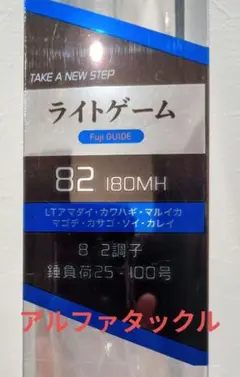 TAKE A NEW STEP
ライトゲーム
Fuji GUIDE
82 180MH
LTアマダイ・カワハギ・マルイカ
マゴチ・カサゴ・ソイ・カレイ
8 2調子
錘負荷25-100号
アルファタックル